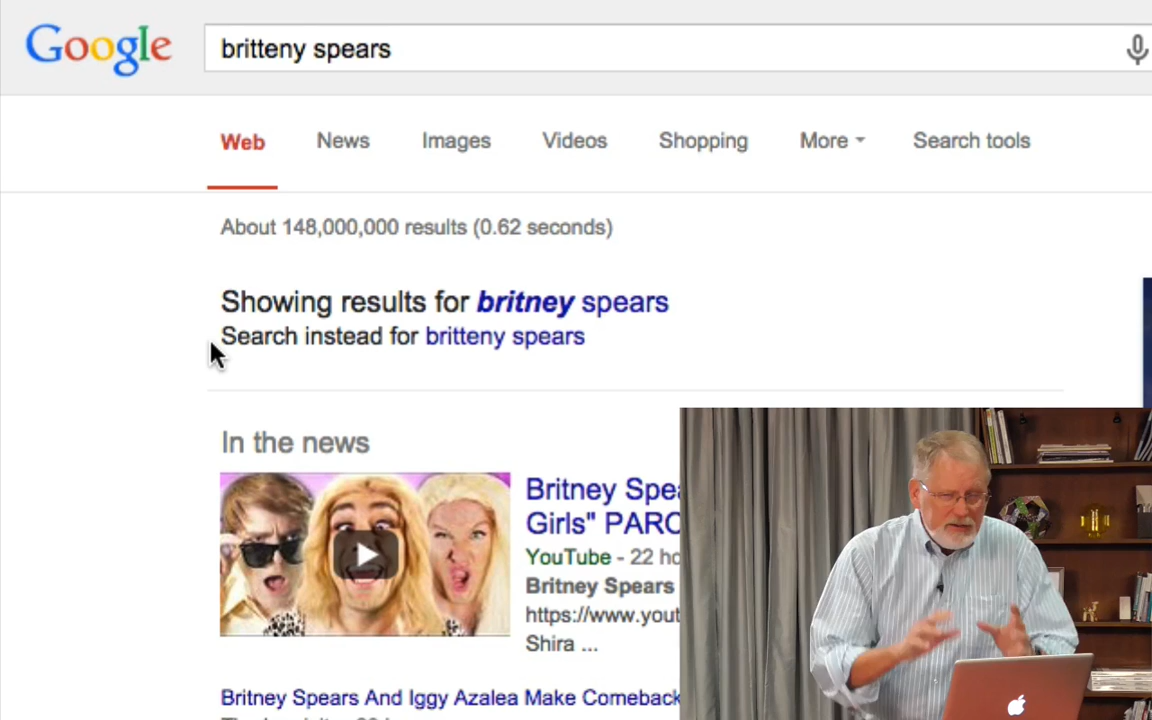 Google
britteny spears
Web News Images Videos Shopping More Search tools
About 148,000,000 results (0.62 seconds)
Showing results for britney spears
Search instead for britteny spears
In the news
Britney Spea
Girls" PARO
YouTube - 22 ho
Britney Spears
https://www.yout
Shira ...
Britney Spears And Iggy Azalea Make Comeback